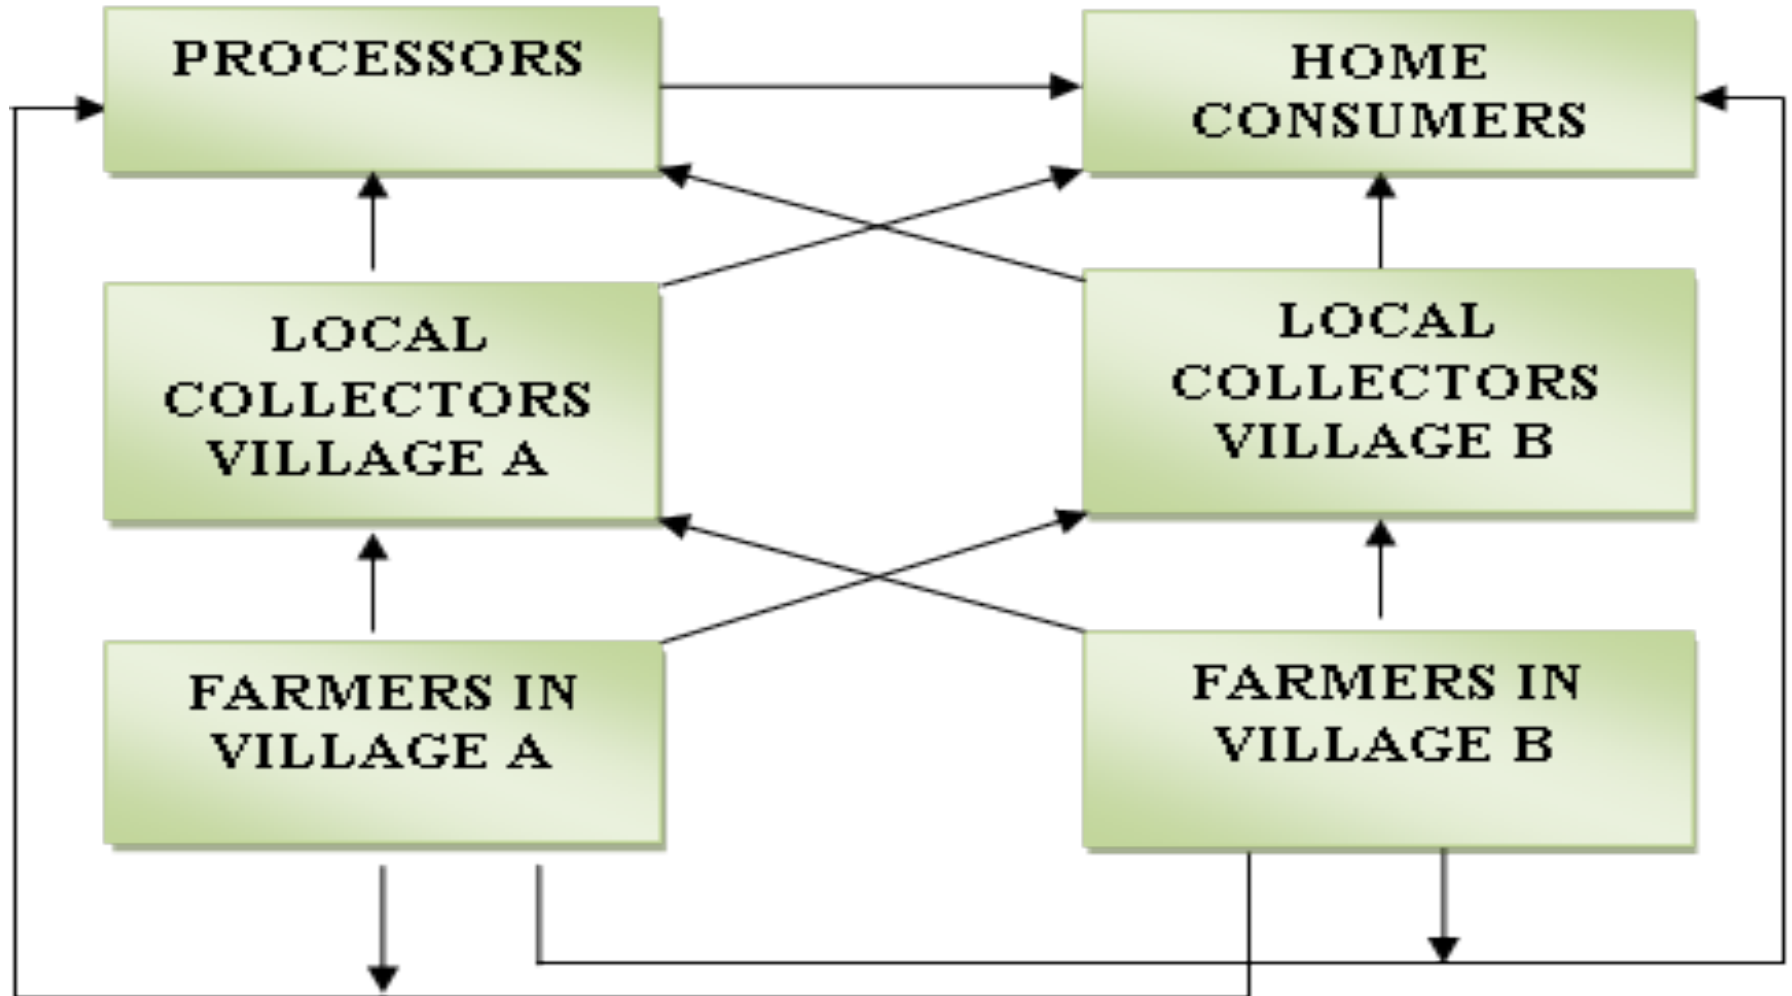 PROCESSORS
HOME
CONSUMERS
LOCAL
COLLECTORS
VILLAGE A
LOCAL
COLLECTORS
VILLAGE B
FARMERS IN
VILLAGE A
FARMERS IN
VILLAGE B